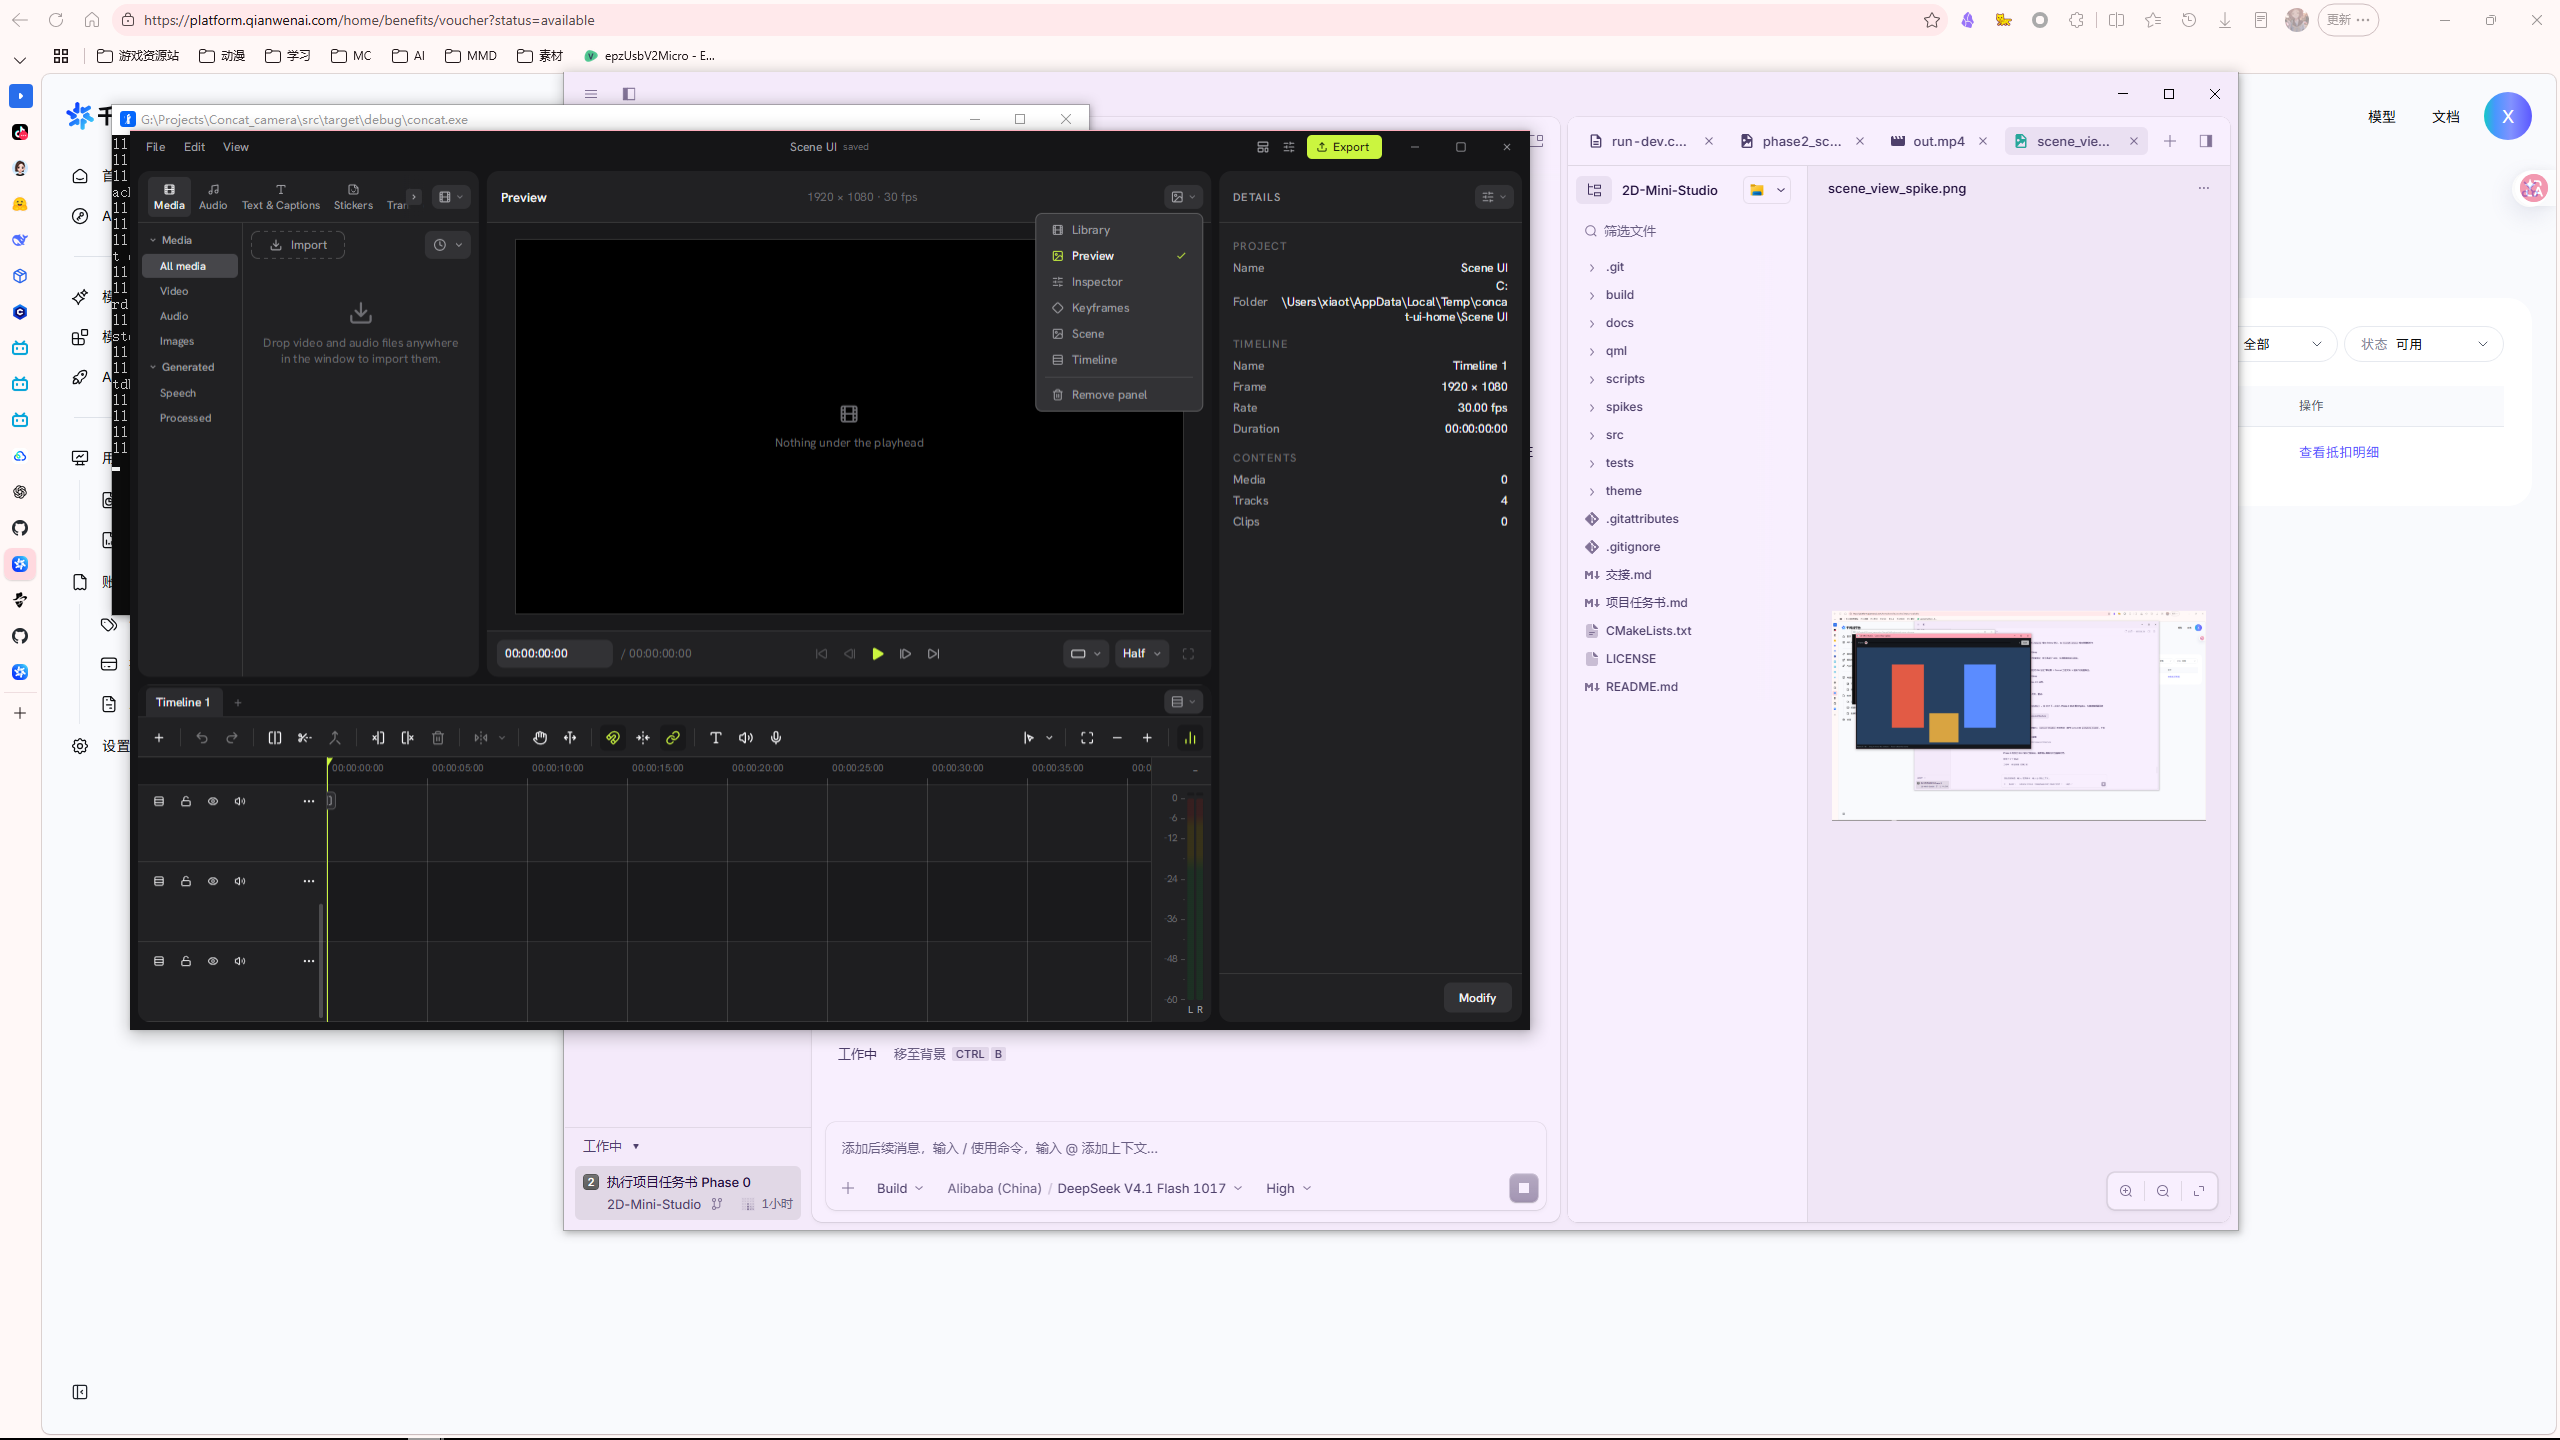 https://platform.qianwenai.com/home/benefits/voucher?status=available
更新
游戏资源站
动漫
学习
MC
AI
MMD
素材
epzUsbV2Micro - E...
模型
文档
X
G:\Projects\Concat_camera\src\target\debug\concat.exe
File Edit View
Scene UI saved
Export
Media
Audio
Text & Captions
Stickers
Tran
Media
All media
Video
Audio
Images
Generated
Speech
Processed
Import
Drop video and audio files anywhere
in the window to import them.
Preview
1920 × 1080 · 30 fps
Library
Preview
Inspector
Keyframes
Scene
Timeline
Remove panel
Nothing under the playhead
00:00:00:00 / 00:00:00:00
Half
DETAILS
PROJECT
Name Scene UI
Folder C:
\Users\xiaot\AppData\Local\Temp\conca
t-ui-home\Scene UI
TIMELINE
Name Timeline 1
Frame 1920 × 1080
Rate 30.00 fps
Duration 00:00:00:00
CONTENTS
Media 0
Tracks 4
Clips 0
Modify
Timeline 1
00:00:00:00
00:00:05:00
00:00:10:00
00:00:15:00
00:00:20:00
00:00:25:00
00:00:30:00
00:00:35:00
00:0
0
-6
-12
-24
-36
-48
-60
L R
设置
run-dev.c...
phase2_sc...
out.mp4
scene_vie...
2D-Mini-Studio
scene_view_spike.png
筛选文件
.git
build
docs
qml
scripts
spikes
src
tests
theme
.gitattributes
.gitignore
交接.md
项目任务书.md
CMakeLists.txt
LICENSE
README.md
全部
状态 可用
操作
查看抵扣明细
工作中 移至背景 CTRL B
工作中
2 执行项目任务书 Phase 0
2D-Mini-Studio 1小时
添加后续消息，输入 / 使用命令，输入 @ 添加上下文...
Build
Alibaba (China) / DeepSeek V4.1 Flash 1017
High